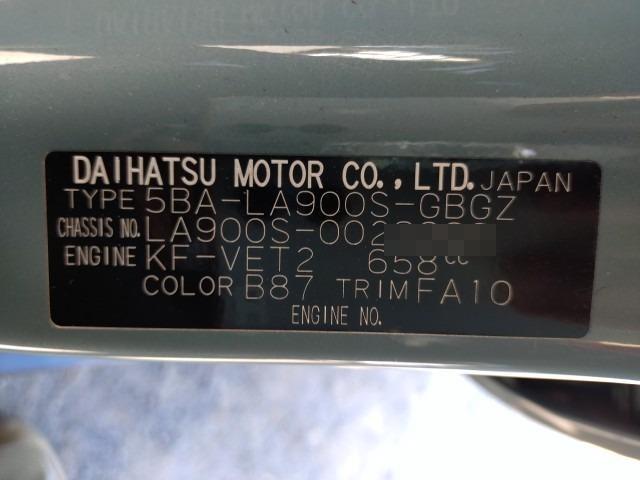 DAIHATSU MOTOR CO., LTD. JAPAN
TYPE 5BA-LA900S-GBGZ
CHASSIS NO. LA900S-002
ENGINE KF-VET2 658cc
COLOR B87 TRIM FA10
ENGINE NO.